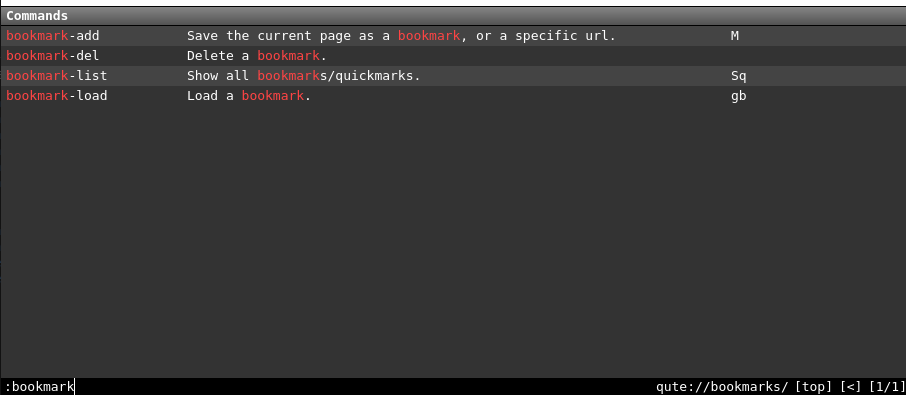 Commands
bookmark-add Save the current page as a bookmark, or a specific url. M
bookmark-del Delete a bookmark.
bookmark-list Show all bookmarks/quickmarks. Sq
bookmark-load Load a bookmark. gb
:bookmark qute://bookmarks/ [top] [<] [1/1]